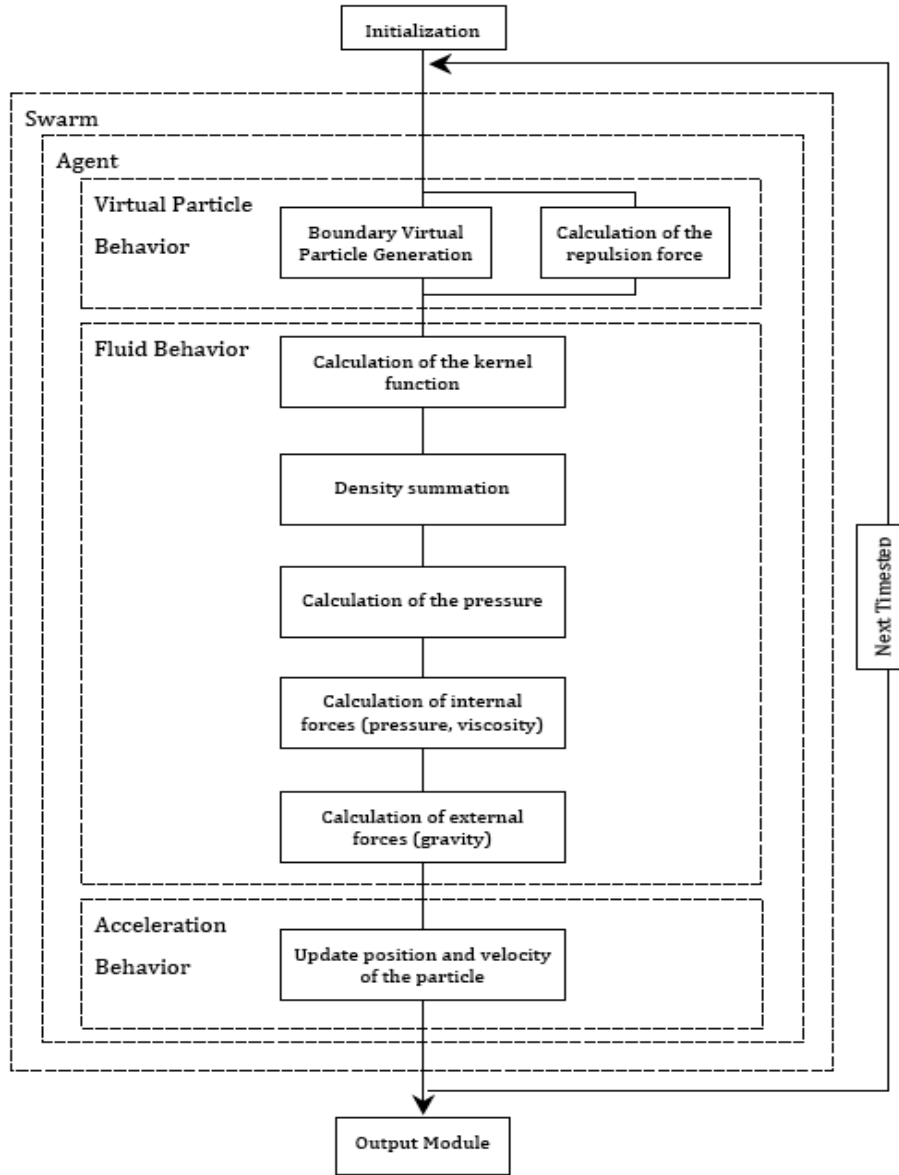 Initialization
Swarm
Agent
Virtual Particle
Behavior
Boundary Virtual
Particle Generation
Calculation of the
repulsion force
Fluid Behavior
Calculation of the kernel
function
Density summation
Calculation of the pressure
Calculation of internal
forces (pressure, viscosity)
Calculation of external
forces (gravity)
Acceleration
Behavior
Update position and velocity
of the particle
Next Timestep
Output Module